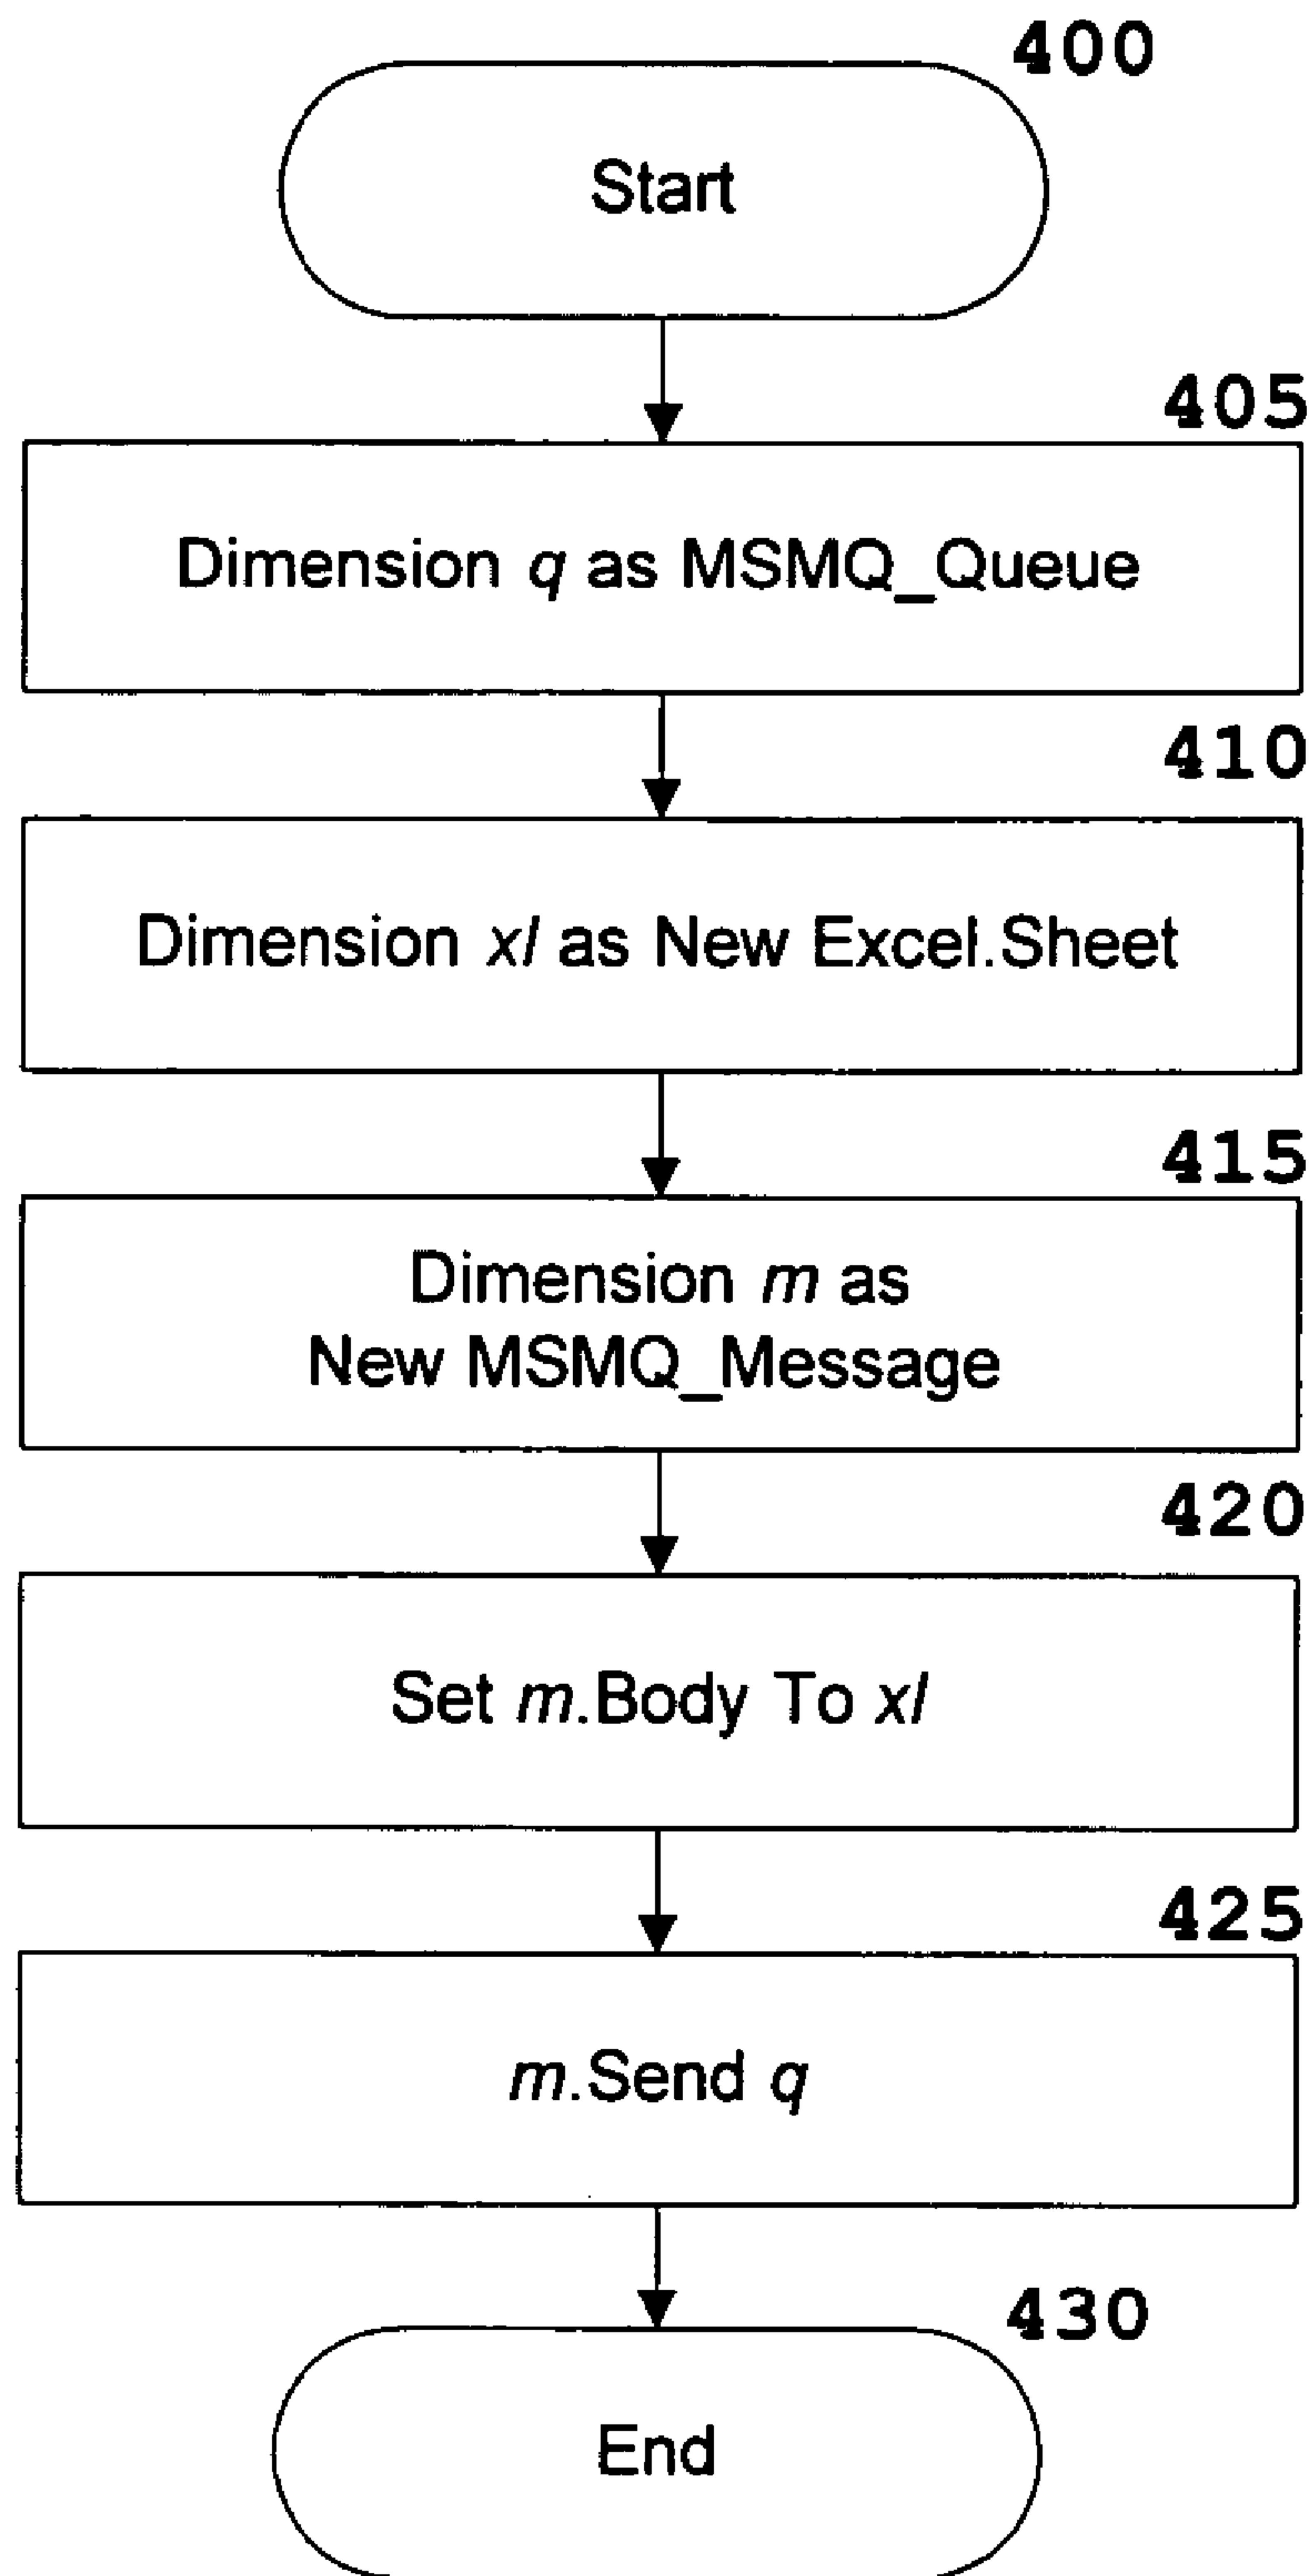 400
Start
405
Dimension q as MSMQ_Queue
410
Dimension xl as New Excel.Sheet
415
Dimension m as
New MSMQ_Message
420
Set m.Body To xl
425
m.Send q
430
End